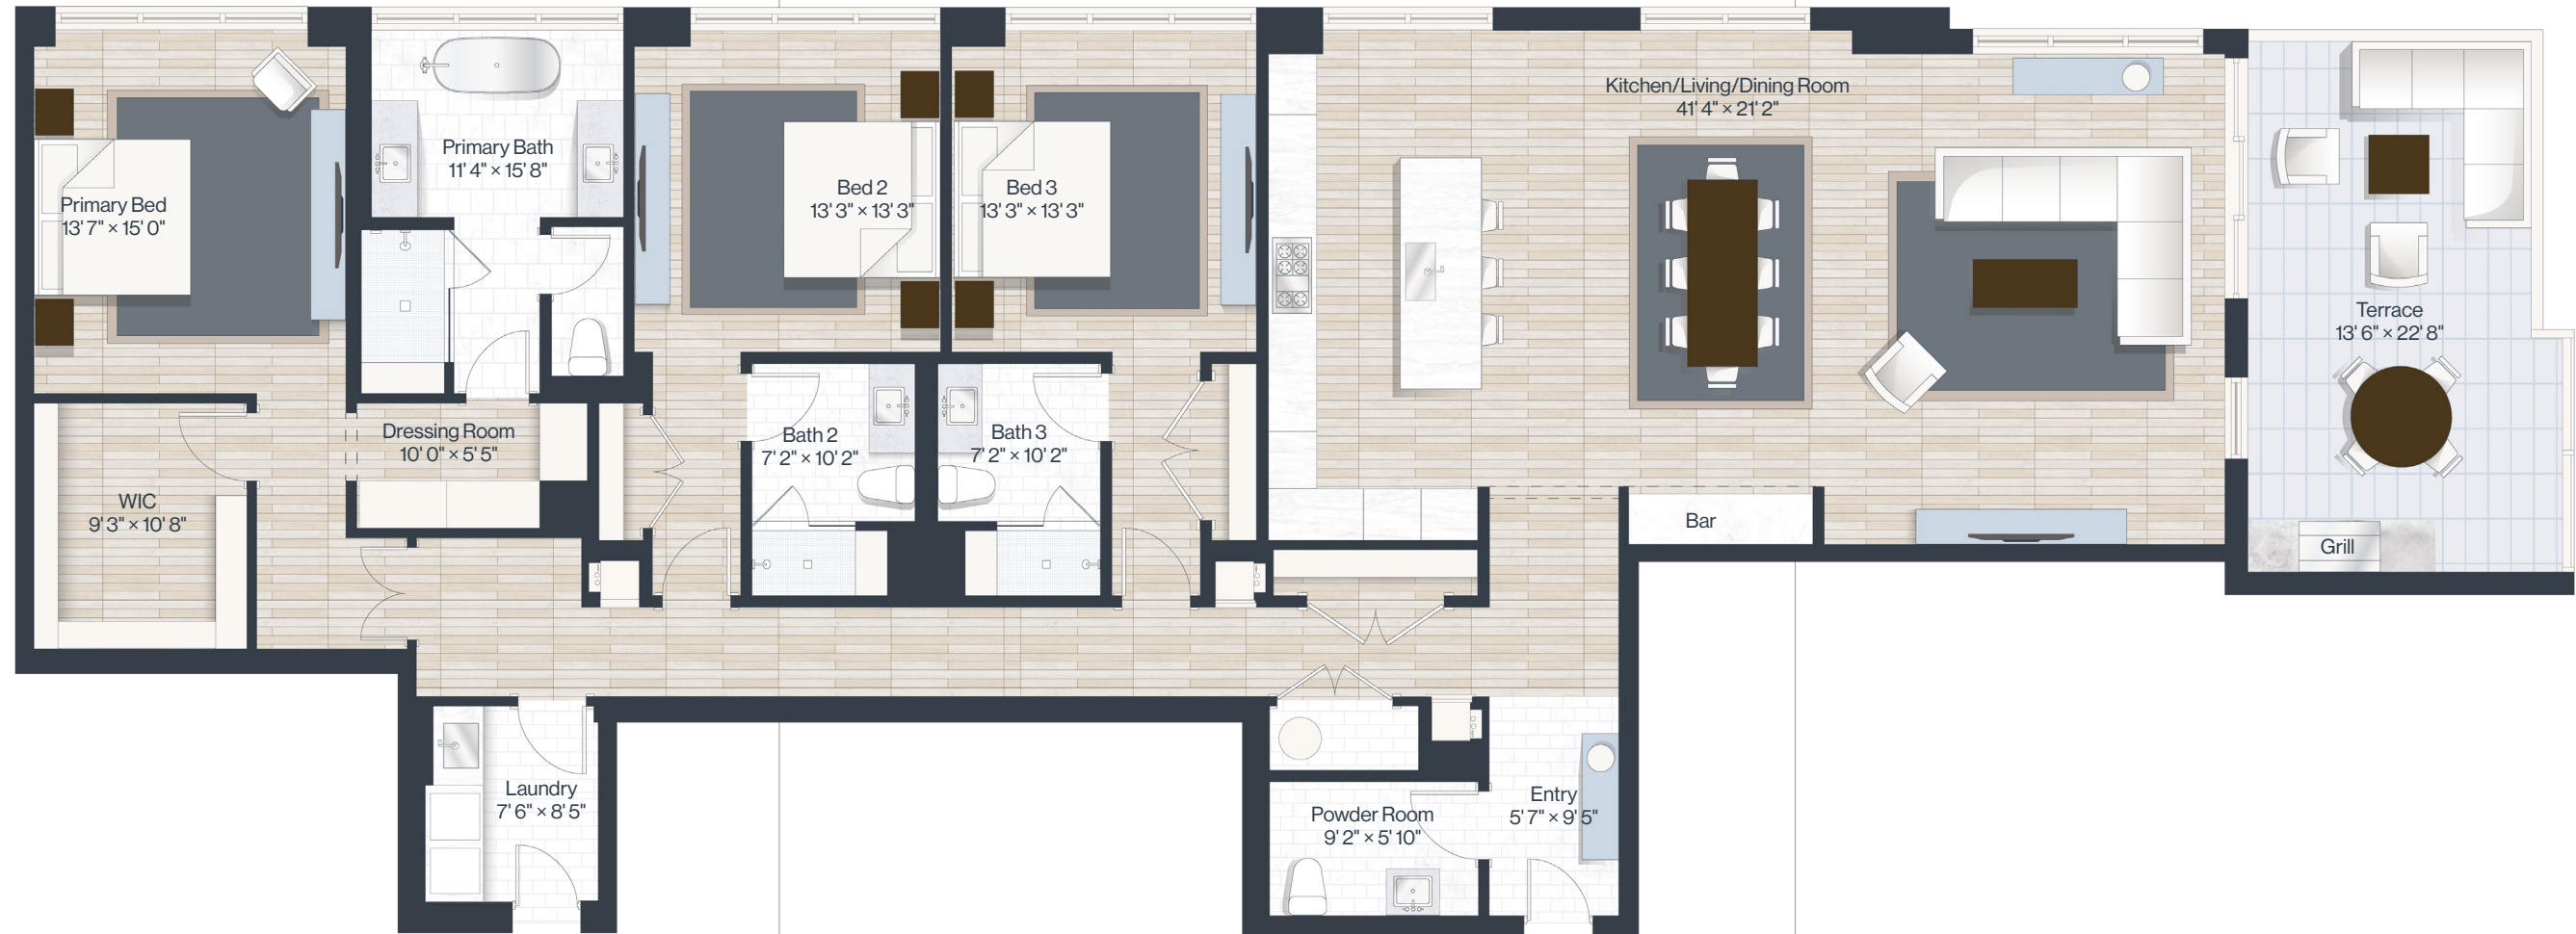 Kitchen/Living/Dining Room
41' 4" × 21' 2"
Primary Bath
11' 4" × 15' 8"
Bed 2
13' 3" × 13' 3"
Bed 3
13' 3" × 13' 3"
Primary Bed
13' 7" × 15' 0"
Terrace
13' 6" × 22' 8"
Dressing Room
10' 0" × 5' 5"
Bath 2
7' 2" × 10' 2"
Bath 3
7' 2" × 10' 2"
WIC
9' 3" × 10' 8"
Bar
Grill
Laundry
7' 6" × 8' 5"
Powder Room
9' 2" × 5' 10"
Entry
5' 7" × 9' 5"